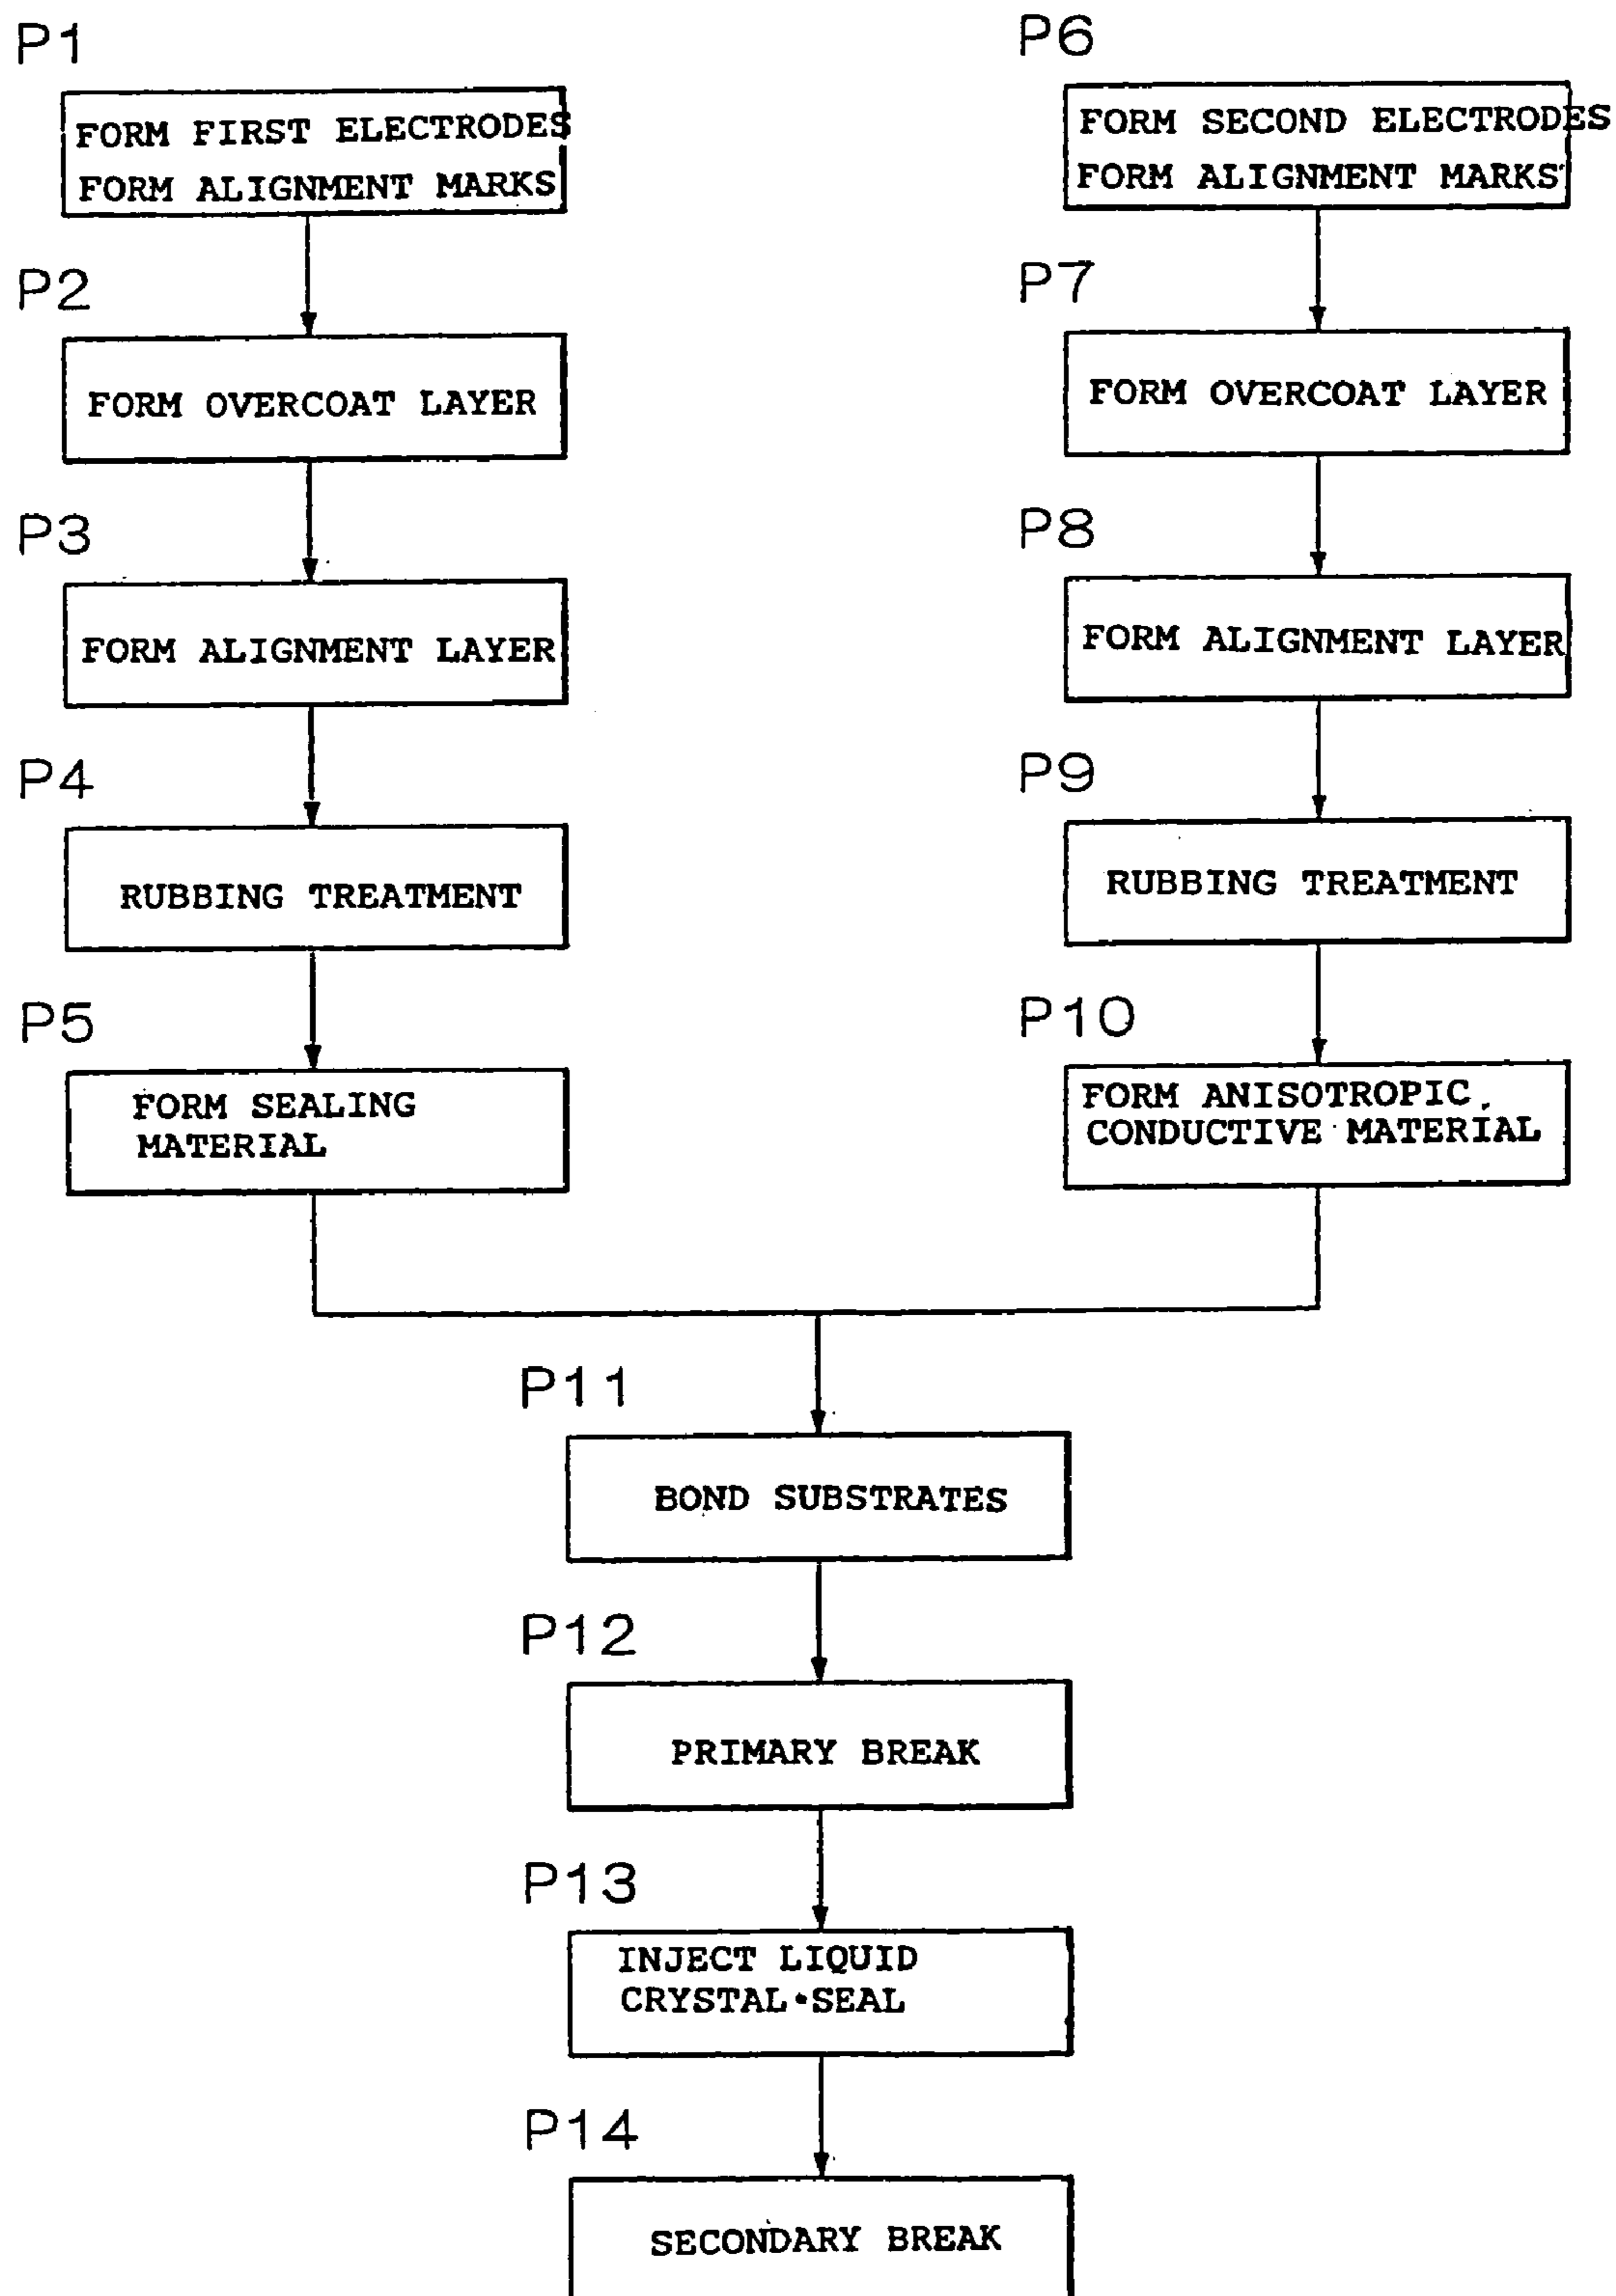 P1
FORM FIRST ELECTRODES
FORM ALIGNMENT MARKS
P2
FORM OVERCOAT LAYER
P3
FORM ALIGNMENT LAYER
P4
RUBBING TREATMENT
P5
FORM SEALING
MATERIAL
P6
FORM SECOND ELECTRODES
FORM ALIGNMENT MARKS
P7
FORM OVERCOAT LAYER
P8
FORM ALIGNMENT LAYER
P9
RUBBING TREATMENT
P10
FORM ANISOTROPIC
CONDUCTIVE MATERIAL
P11
BOND SUBSTRATES
P12
PRIMARY BREAK
P13
INJECT LIQUID
CRYSTAL•SEAL
P14
SECONDARY BREAK